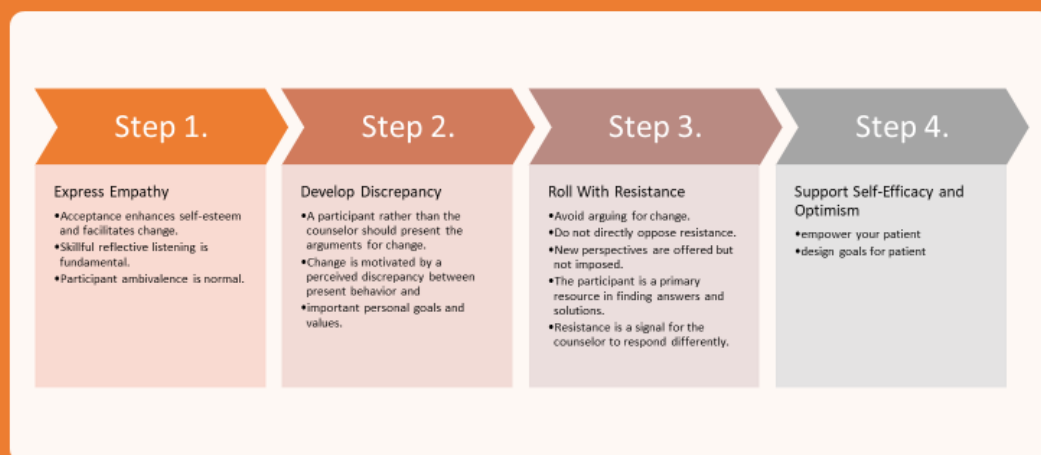 Step 1.
Express Empathy
•Acceptance enhances self-esteem
and facilitates change.
•Skillful reflective listening is
fundamental.
•Participant ambivalence is normal.
Step 2.
Develop Discrepancy
•A participant rather than the
counselor should present the
arguments for change.
•Change is motivated by a
perceived discrepancy between
present behavior and
•important personal goals and
values.
Step 3.
Roll With Resistance
•Avoid arguing for change.
•Do not directly oppose resistance.
•New perspectives are offered but
not imposed.
•The participant is a primary
resource in finding answers and
solutions.
•Resistance is a signal for the
counselor to respond differently.
Step 4.
Support Self-Efficacy and
Optimism
•empower your patient
•design goals for patient